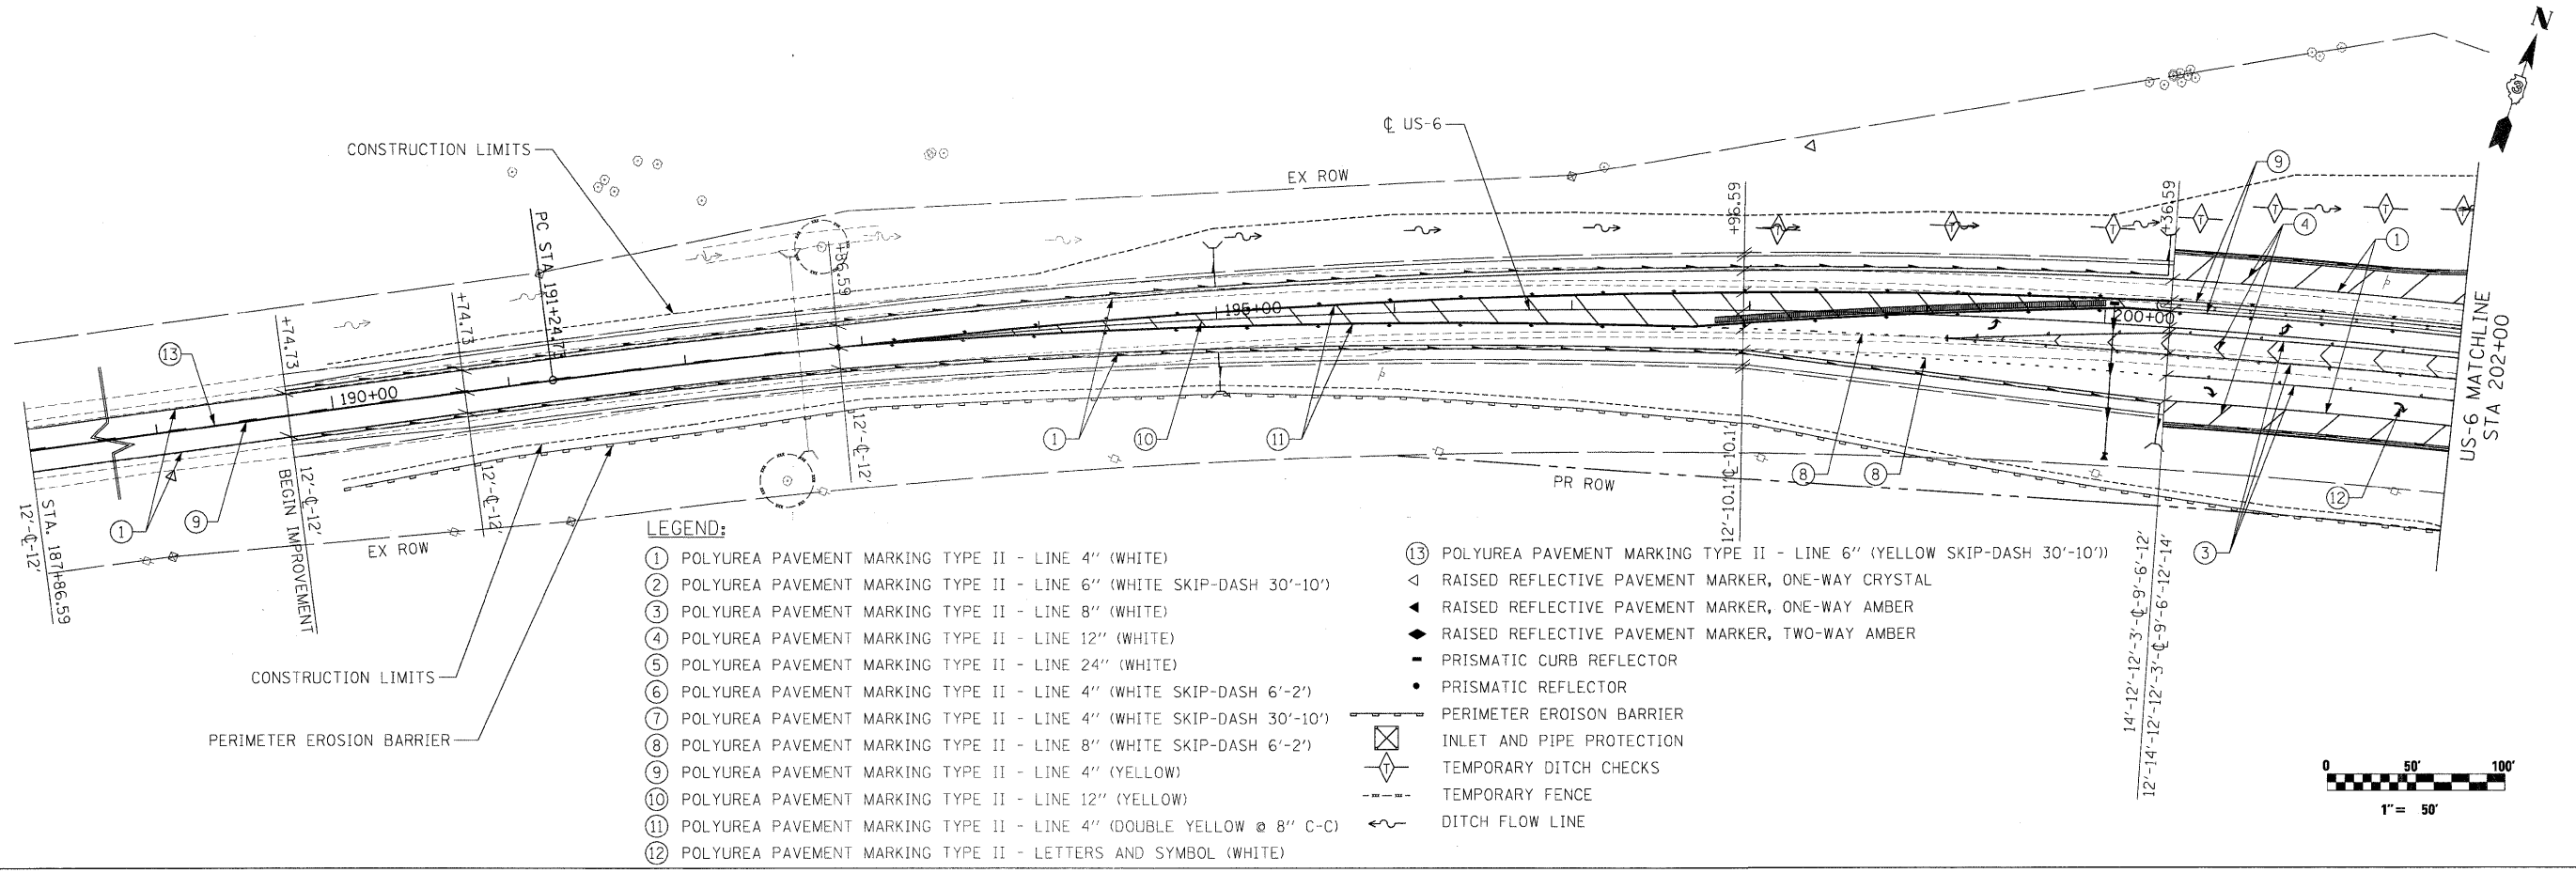 N
CONSTRUCTION LIMITS
℄ US-6
EX ROW
9
4
1
+96.59
+36.59
PC STA 191+24.73
+86.59
+74.73
+74.73
13
190+00
195+00
200+00
US-6 MATCHLINE
STA 202+00
1
9
STA. 187+86.59
12'-℄-12'
BEGIN IMPROVEMENT
12'-℄-12'
12'-℄-12'
12'-℄-12'
EX ROW
1
10
11
12'-10.1'℄-10.1'
8
8
PR ROW
12
3
14'-12'-12'-3'-℄-9'-6'-12'
12'-14'-12'-12'-3'-℄-9'-6'-12'-14'
CONSTRUCTION LIMITS
PERIMETER EROSION BARRIER
LEGEND:
1 POLYUREA PAVEMENT MARKING TYPE II - LINE 4'' (WHITE)
2 POLYUREA PAVEMENT MARKING TYPE II - LINE 6'' (WHITE SKIP-DASH 30'-10')
3 POLYUREA PAVEMENT MARKING TYPE II - LINE 8'' (WHITE)
4 POLYUREA PAVEMENT MARKING TYPE II - LINE 12'' (WHITE)
5 POLYUREA PAVEMENT MARKING TYPE II - LINE 24'' (WHITE)
6 POLYUREA PAVEMENT MARKING TYPE II - LINE 4'' (WHITE SKIP-DASH 6'-2')
7 POLYUREA PAVEMENT MARKING TYPE II - LINE 4'' (WHITE SKIP-DASH 30'-10')
8 POLYUREA PAVEMENT MARKING TYPE II - LINE 8'' (WHITE SKIP-DASH 6'-2')
9 POLYUREA PAVEMENT MARKING TYPE II - LINE 4'' (YELLOW)
10 POLYUREA PAVEMENT MARKING TYPE II - LINE 12'' (YELLOW)
11 POLYUREA PAVEMENT MARKING TYPE II - LINE 4'' (DOUBLE YELLOW @ 8'' C-C)
12 POLYUREA PAVEMENT MARKING TYPE II - LETTERS AND SYMBOL (WHITE)
13 POLYUREA PAVEMENT MARKING TYPE II - LINE 6'' (YELLOW SKIP-DASH 30'-10'))
RAISED REFLECTIVE PAVEMENT MARKER, ONE-WAY CRYSTAL
RAISED REFLECTIVE PAVEMENT MARKER, ONE-WAY AMBER
RAISED REFLECTIVE PAVEMENT MARKER, TWO-WAY AMBER
PRISMATIC CURB REFLECTOR
PRISMATIC REFLECTOR
PERIMETER EROISON BARRIER
INLET AND PIPE PROTECTION
T TEMPORARY DITCH CHECKS
TEMPORARY FENCE
DITCH FLOW LINE
0 50' 100'
1" = 50'